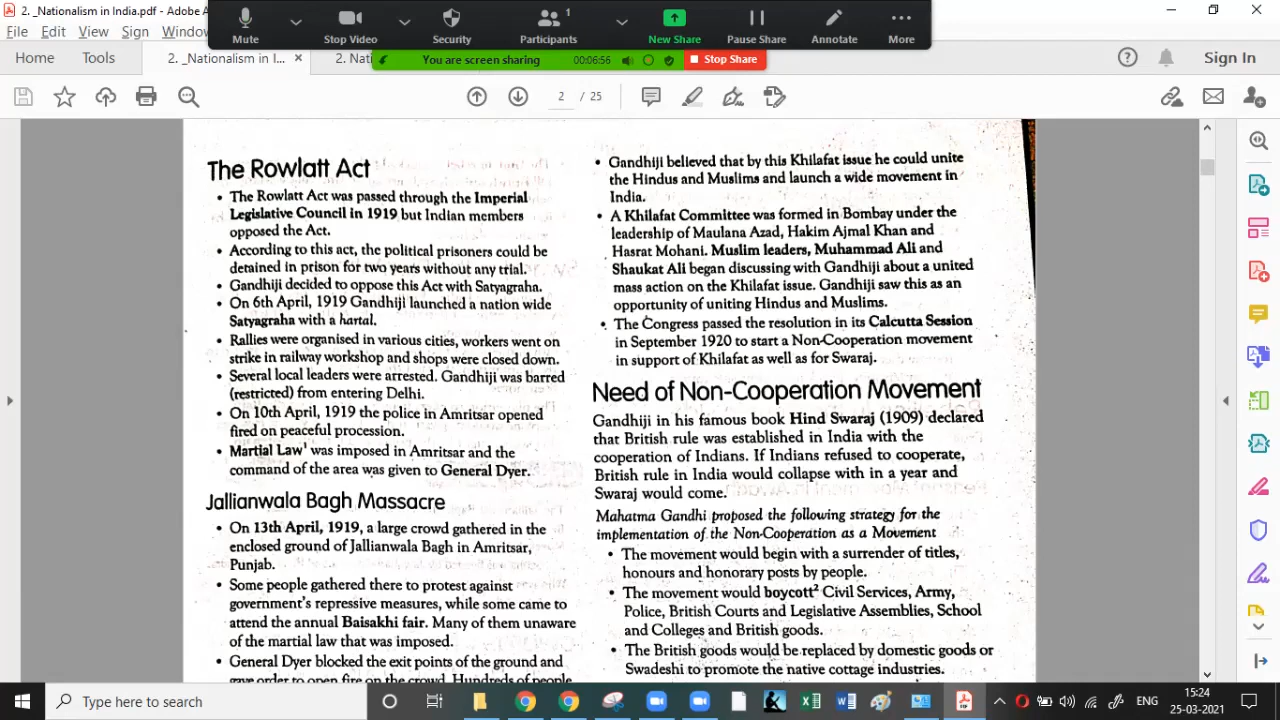 2. _Nationalism in India.pdf - Adobe A
File Edit View Sign Window
Mute
Stop Video
Security
1
Participants
New Share
Pause Share
Annotate
More
Home Tools
2. _Nationalism in I... ×
You are screen sharing 00:06:56 Stop Share
Sign In
2 / 25
The Rowlatt Act
• The Rowlatt Act was passed through the Imperial
Legislative Council in 1919 but Indian members
opposed the Act.
• According to this act, the political prisoners could be
detained in prison for two years without any trial.
• Gandhiji decided to oppose this Act with Satyagraha.
• On 6th April, 1919 Gandhiji launched a nation wide
Satyagraha with a hartal.
• Rallies were organised in various cities, workers went on
strike in railway workshop and shops were closed down.
• Several local leaders were arrested. Gandhiji was barred
(restricted) from entering Delhi.
• On 10th April, 1919 the police in Amritsar opened
fired on peaceful procession.
• Martial Law¹ was imposed in Amritsar and the
command of the area was given to General Dyer.
Jallianwala Bagh Massacre
• On 13th April, 1919, a large crowd gathered in the
enclosed ground of Jallianwala Bagh in Amritsar,
Punjab.
• Some people gathered there to protest against
government's repressive measures, while some came to
attend the annual Baisakhi fair. Many of them unaware
of the martial law that was imposed.
• General Dyer blocked the exit points of the ground and
gave order to open fire on the crowd. Hundreds of people
• Gandhiji believed that by this Khilafat issue he could unite
the Hindus and Muslims and launch a wide movement in
India.
• A Khilafat Committee was formed in Bombay under the
leadership of Maulana Azad, Hakim Ajmal Khan and
Hasrat Mohani. Muslim leaders, Muhammad Ali and
Shaukat Ali began discussing with Gandhiji about a united
mass action on the Khilafat issue. Gandhiji saw this as an
opportunity of uniting Hindus and Muslims.
• The Congress passed the resolution in its Calcutta Session
in September 1920 to start a Non-Cooperation movement
in support of Khilafat as well as for Swaraj.
Need of Non-Cooperation Movement
Gandhiji in his famous book Hind Swaraj (1909) declared
that British rule was established in India with the
cooperation of Indians. If Indians refused to cooperate,
British rule in India would collapse with in a year and
Swaraj would come.
Mahatma Gandhi proposed the following strategy for the
implementation of the Non-Cooperation as a Movement
• The movement would begin with a surrender of titles,
honours and honorary posts by people.
• The movement would boycott² Civil Services, Army,
Police, British Courts and Legislative Assemblies, School
and Colleges and British goods.
• The British goods would be replaced by domestic goods or
Swadeshi to promote the native cottage industries.
Type here to search
ENG
15:24
25-03-2021